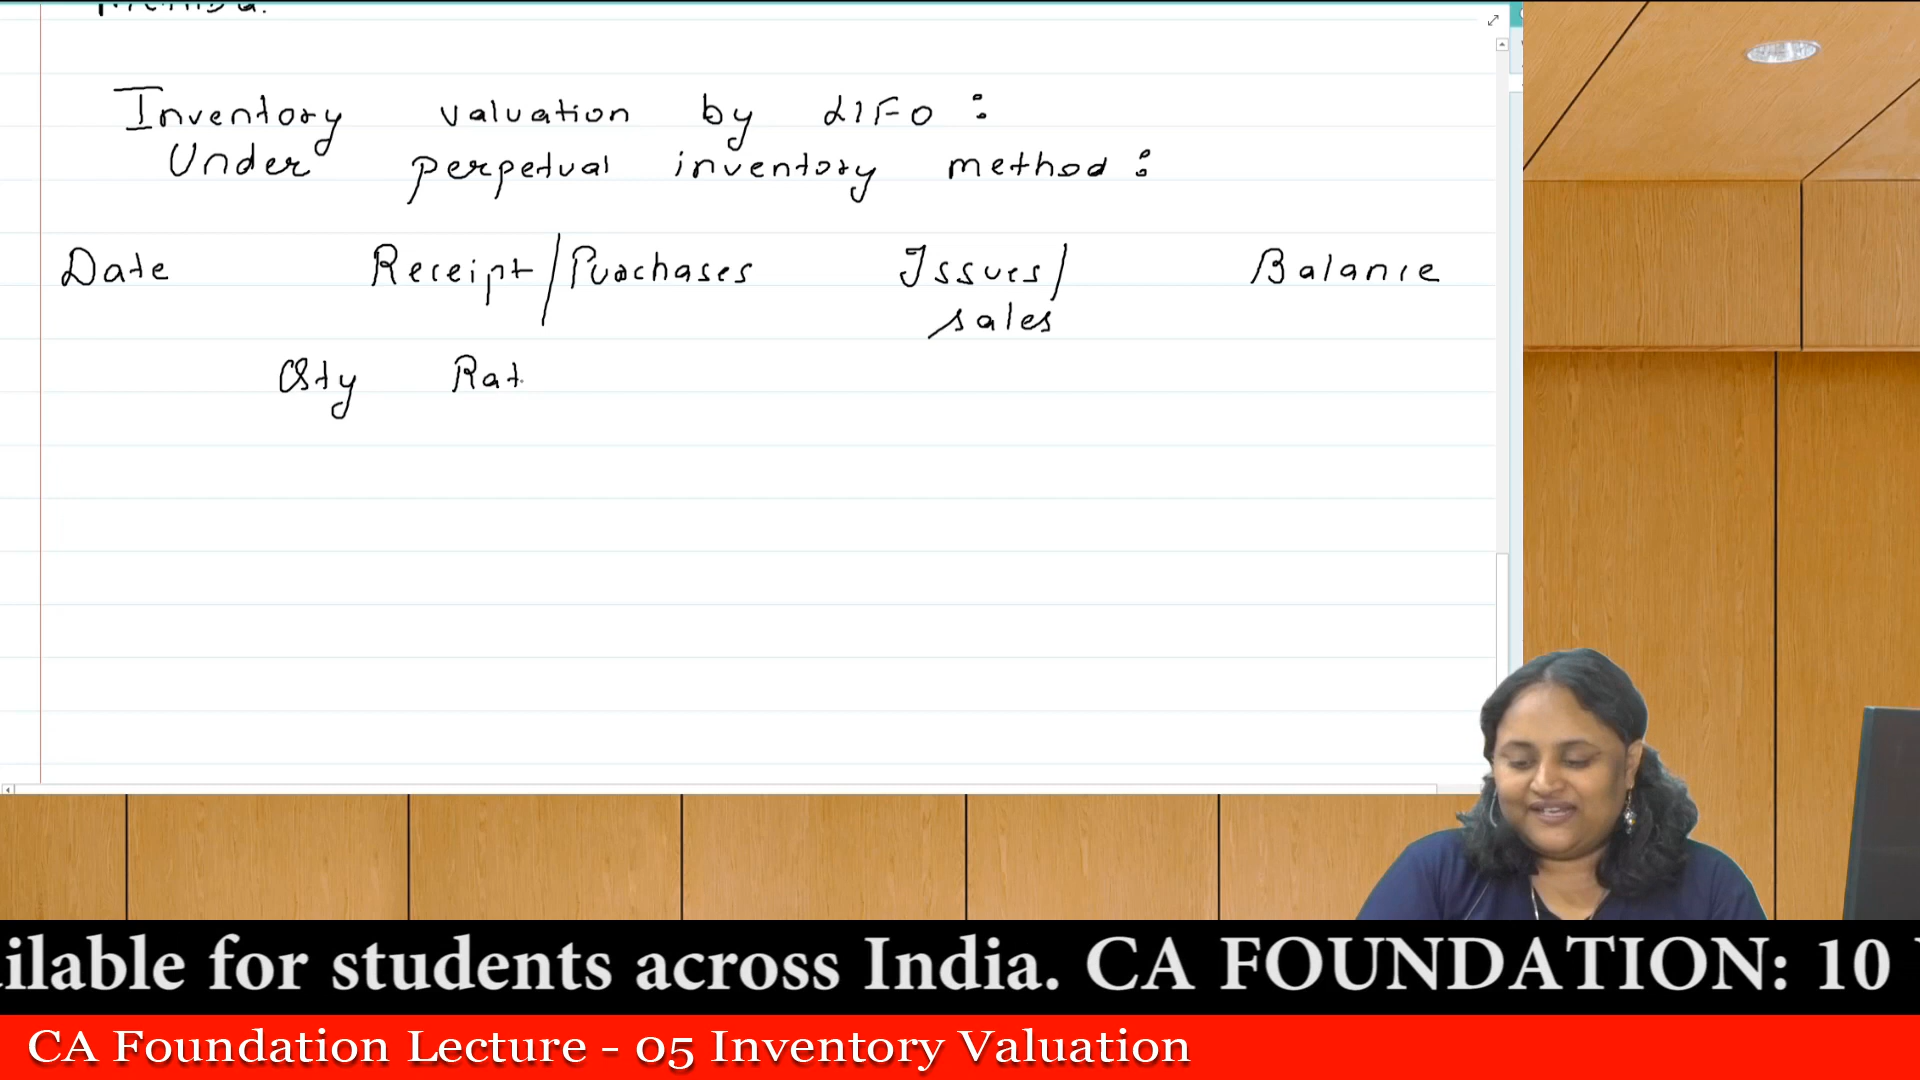 Inventory valuation by LIFO :
Under perpetual inventory method :
Date Receipt/Purchases Issues/ Balance
sales
Qty Rat
ilable for students across India. CA FOUNDATION: 10
CA Foundation Lecture - 05 Inventory Valuation